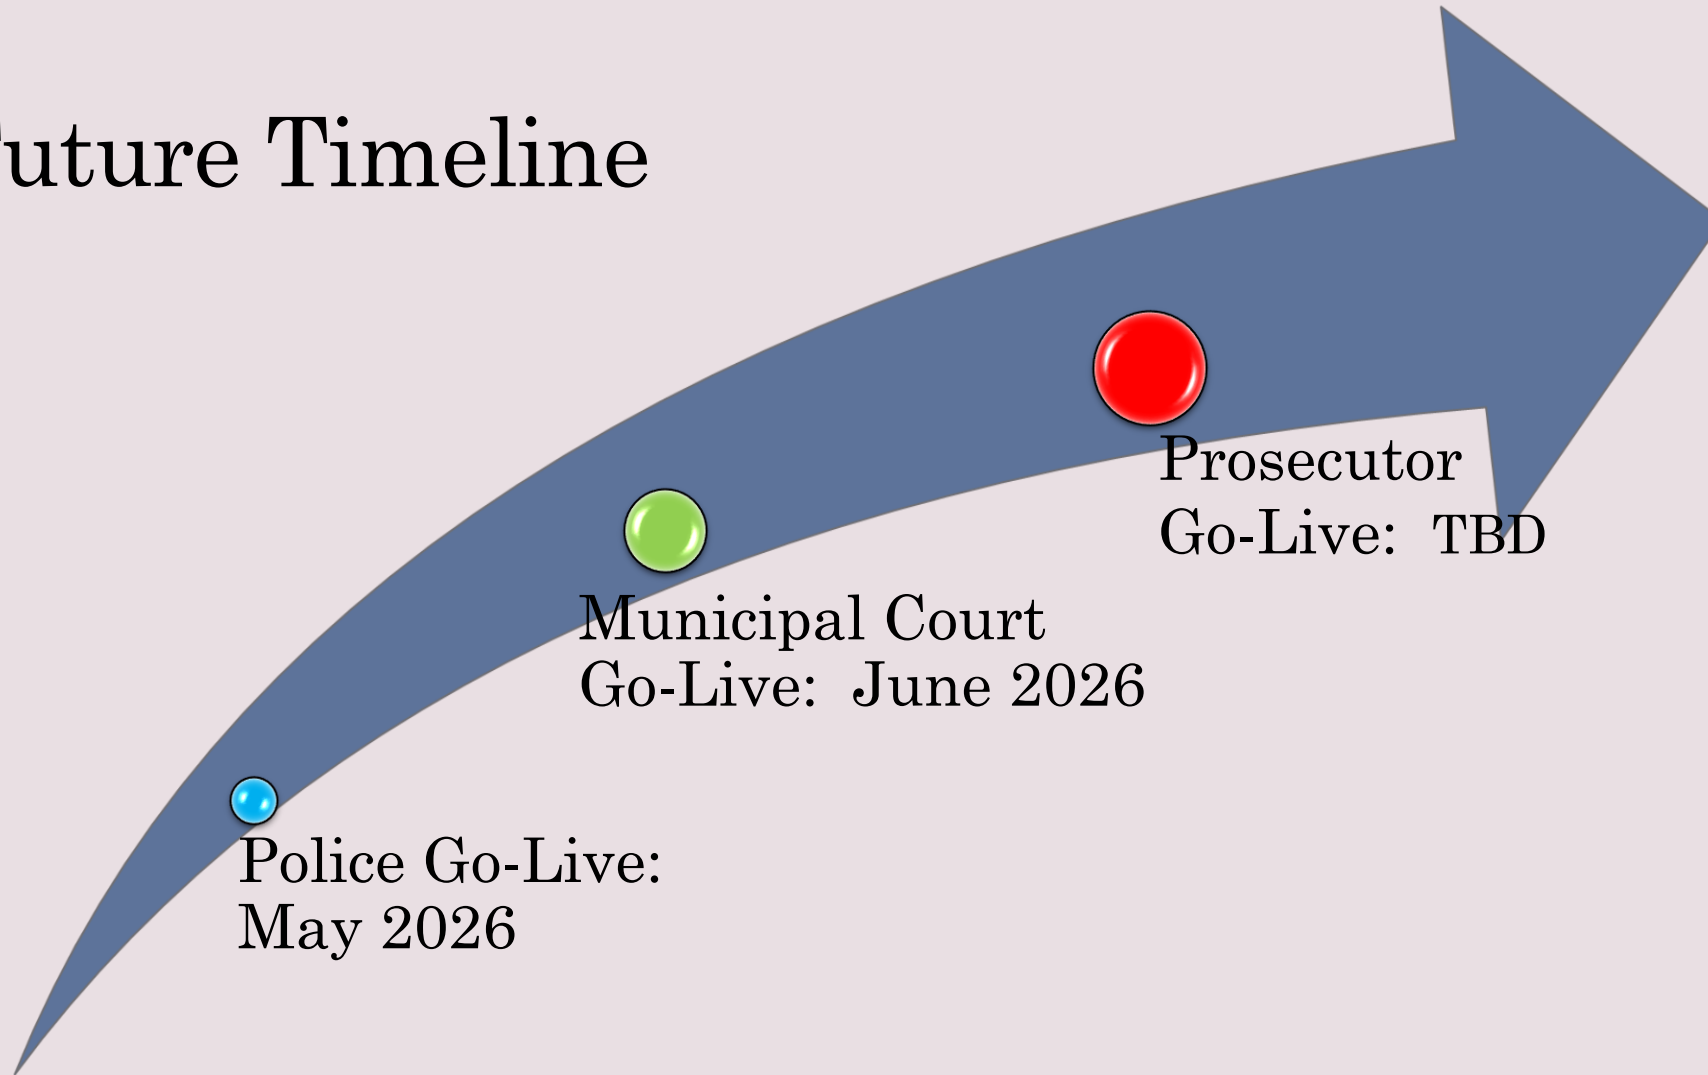 uture Timeline
Prosecutor
Go-Live:  TBD
Municipal Court
Go-Live:  June 2026
Police Go-Live:
May 2026